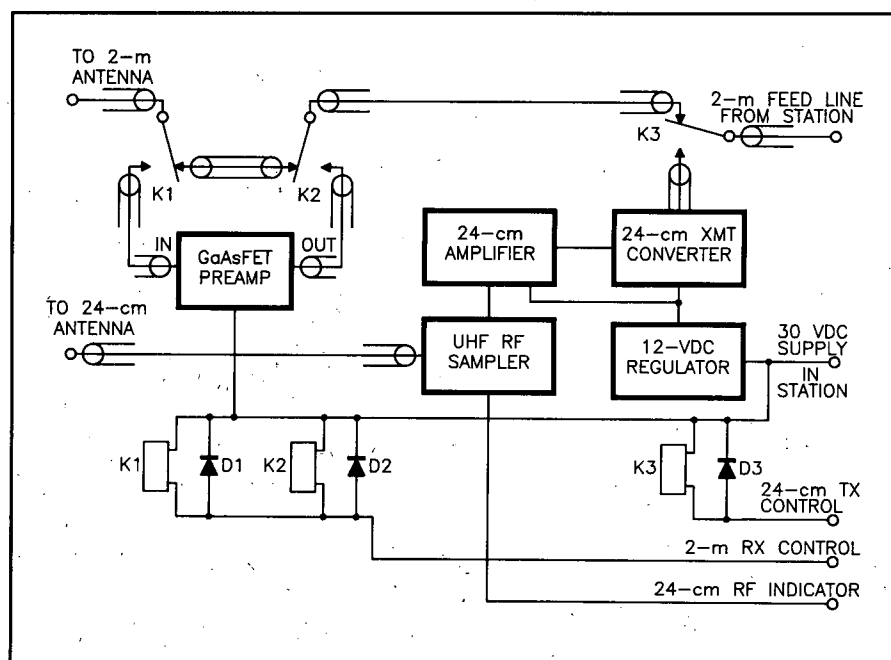 TO 2-m
ANTENNA
2-m FEED LINE
FROM STATION
K3
K1
K2
IN
GaAsFET
PREAMP
OUT
24-cm
AMPLIFIER
24-cm XMT
CONVERTER
TO 24-cm
ANTENNA
UHF RF
SAMPLER
12-VDC
REGULATOR
30 VDC
SUPPLY
IN
STATION
K1
D1
K2
D2
K3
D3
24-cm TX
CONTROL
2-m RX CONTROL
24-cm RF INDICATOR